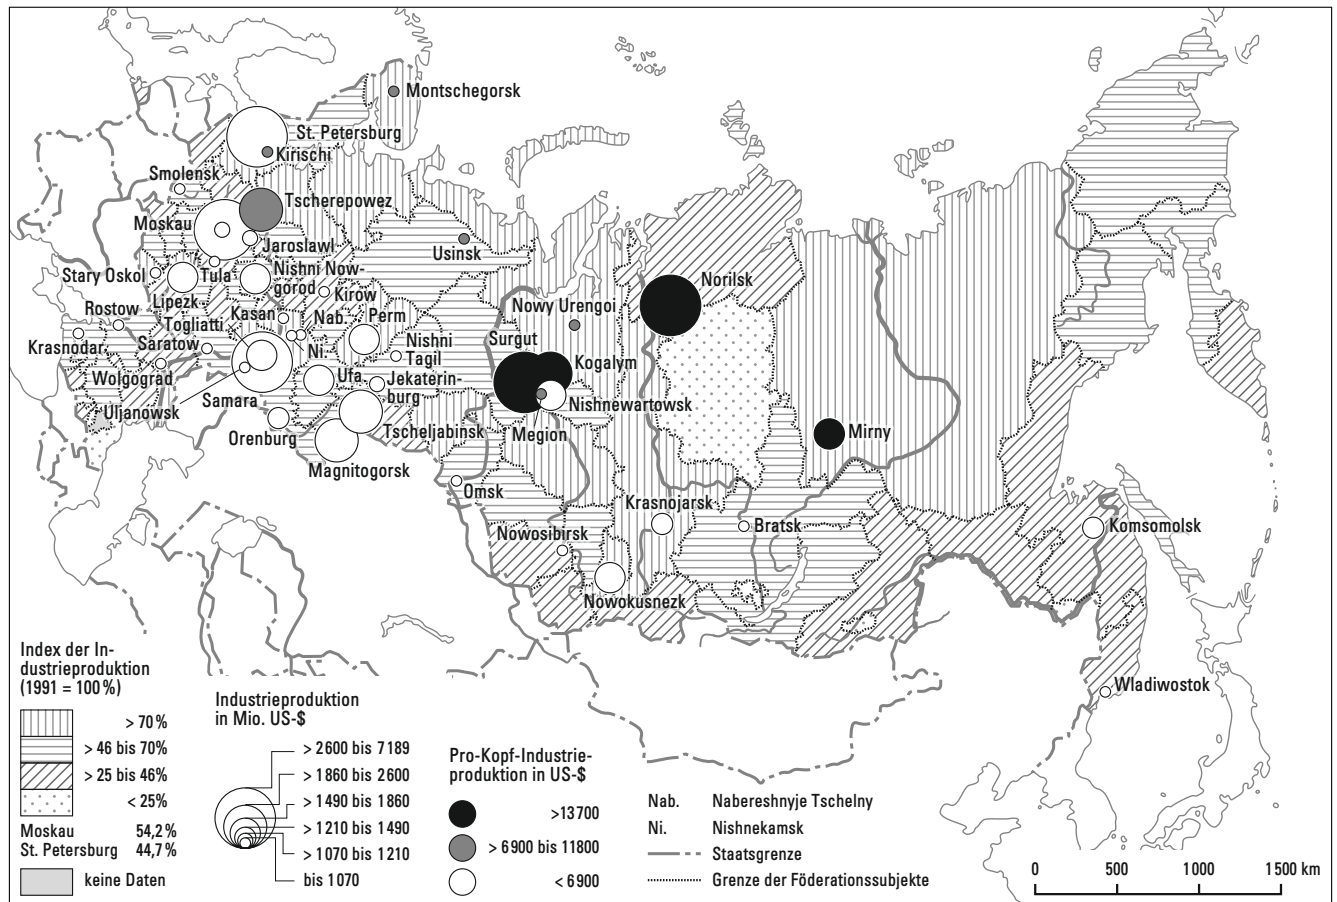 Montschegorsk
St. Petersburg
Kirischi
Smolensk
Tscherepowez
Moskau
Jaroslawl
Usinsk
Stary Oskol
Tula
Nishni Now-
gorod
Norilsk
Lipezk
Kirow
Nowy Urengoi
Rostow
Kasan
Nab.
Perm
Togliatti
Surgut
Krasnodar
Saratow
Ni.
Nishni
Tagil
Kogalym
Wolgograd
Ufa
Jekaterin-
burg
Nishnewartowsk
Uljanowsk
Samara
Orenburg
Tscheljabinsk
Megion
Mirny
Magnitogorsk
Omsk
Krasnojarsk
Bratsk
Komsomolsk
Nowosibirsk
Nowokusnezk
Wladiwostok
Index der In-
dustrieproduktion
(1991 = 100%)
> 70%
> 46 bis 70%
> 25 bis 46%
< 25%
Moskau 54,2%
St. Petersburg 44,7%
keine Daten
Industrieproduktion
in Mio. US-$
> 2600 bis 7189
> 1860 bis 2600
> 1490 bis 1860
> 1210 bis 1490
> 1070 bis 1210
bis 1070
Pro-Kopf-Industrie-
produktion in US-$
>13700
> 6900 bis 11800
< 6900
Nab. Nabereshnyje Tschelny
Ni. Nishnekamsk
Staatsgrenze
Grenze der Föderationssubjekte
0 500 1000 1500 km